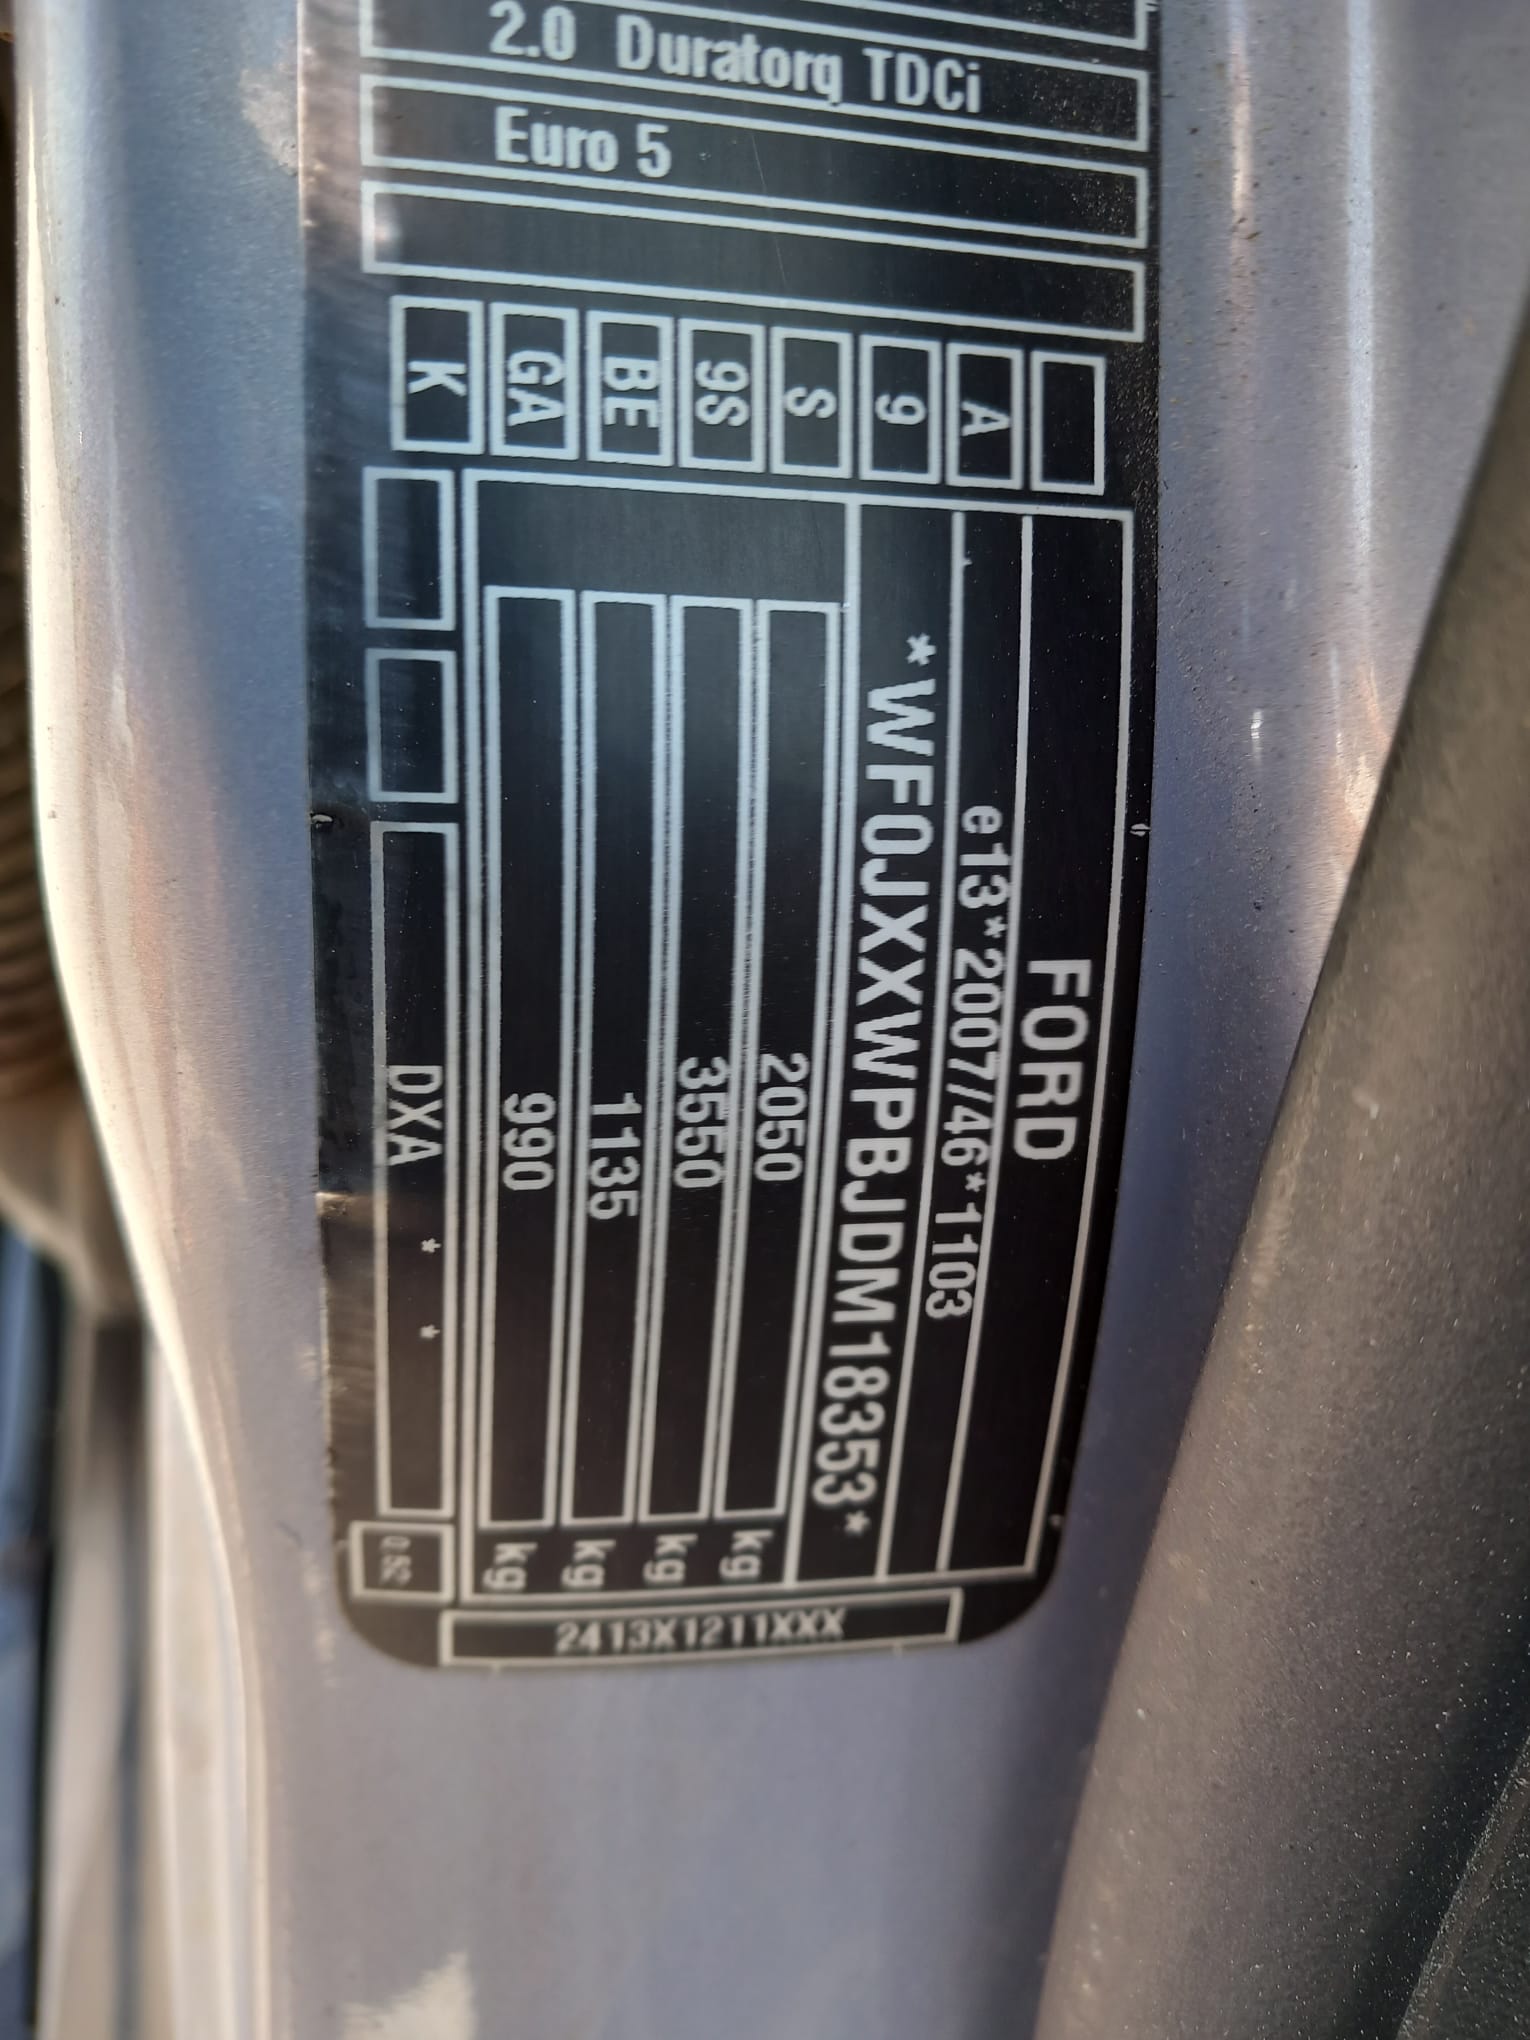 2.0 Duratorq TDCi
Euro 5
K
GA
BE
9S
S
9
A
FORD
e13*2007/46*1103
*WF0JXXWPBJDM18353*
2050 kg
3550 kg
1135 kg
990 kg
DXA * *
2413X1211XXX